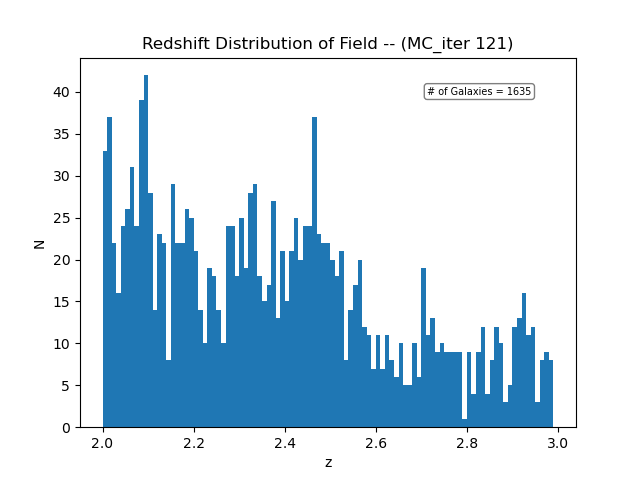 Redshift Distribution of Field -- (MC_iter 121)
# of Galaxies = 1635
N
40
35
30
25
20
15
10
5
0
2.0 2.2 2.4 2.6 2.8 3.0
z